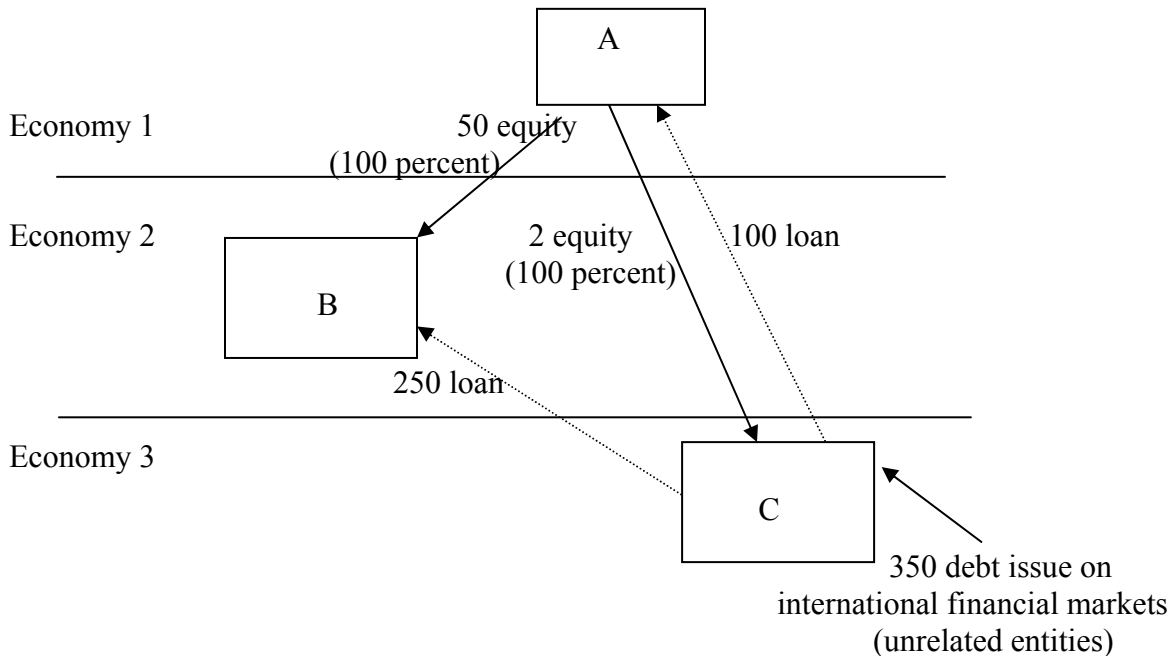 A
Economy 1
50 equity
(100 percent)
Economy 2
2 equity
(100 percent)
100 loan
B
250 loan
Economy 3
C
350 debt issue on
international financial markets
(unrelated entities)